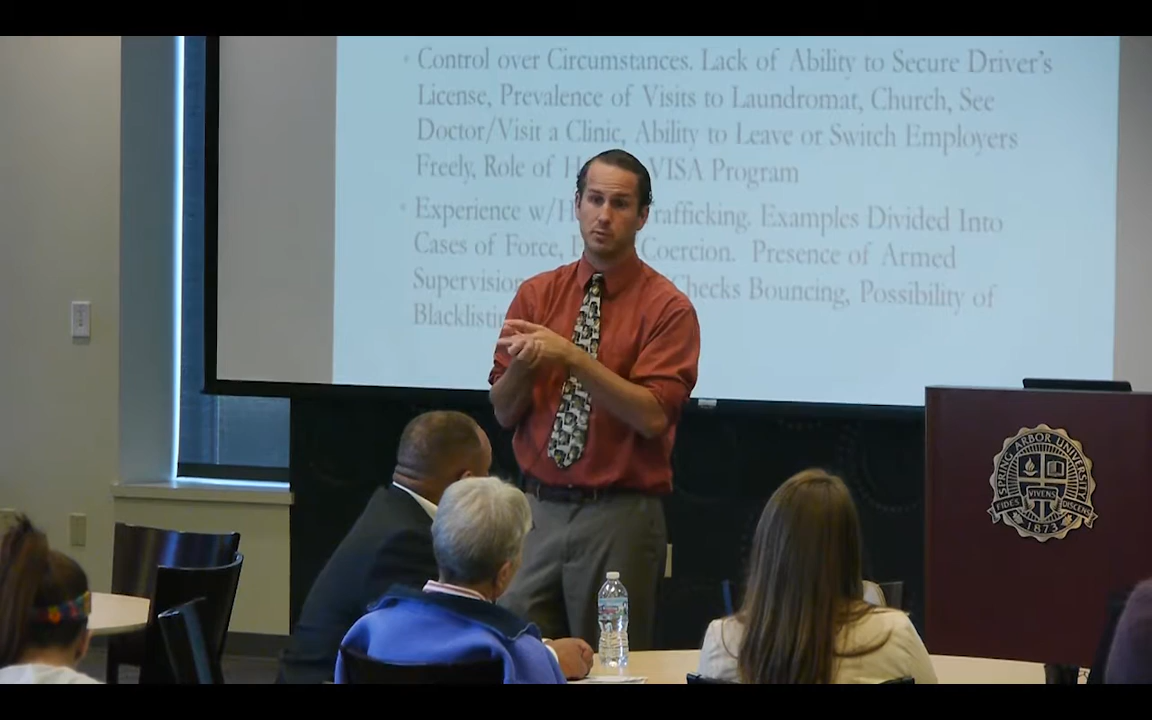 Control over Circumstances. Lack of Ability to Secure Driver's
License, Prevalence of Visits to Laundromat, Church, See
Doctor/Visit a Clinic, Ability to Leave or Switch Employers
Freely, Role of H VISA Program
Experience w/H rafficking. Examples Divided Into
Cases of Force, Coercion. Presence of Armed
Supervision Checks Bouncing, Possibility of
Blacklistin
SPRING ARBOR UNIVERSITY
VIVENS
FIDES DISCENS
1873